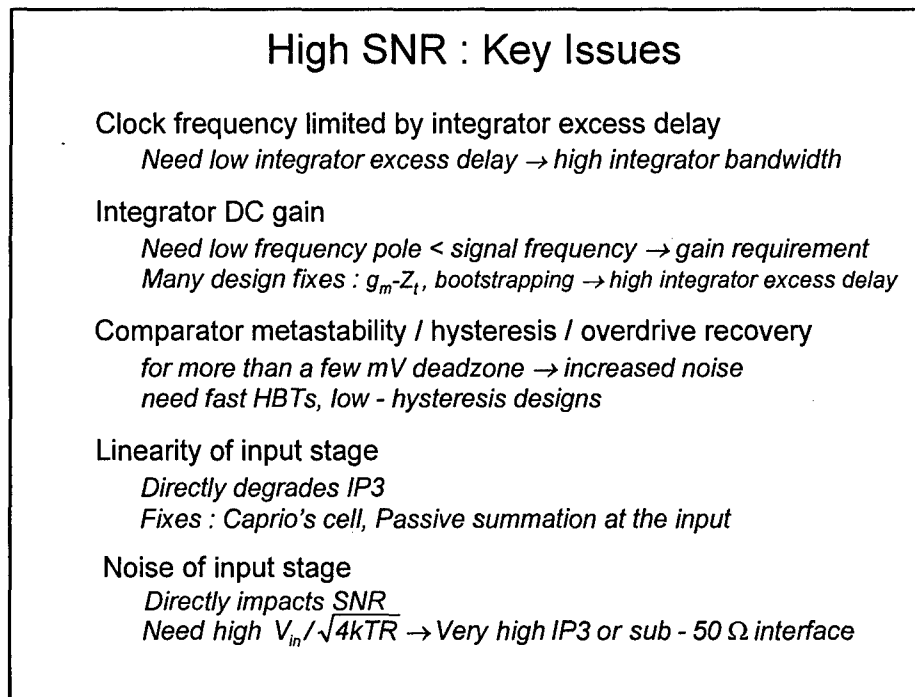 High SNR : Key Issues
Clock frequency limited by integrator excess delay
Need low integrator excess delay → high integrator bandwidth
Integrator DC gain
Need low frequency pole < signal frequency → gain requirement
Many design fixes : gₘ-Zₜ, bootstrapping → high integrator excess delay
Comparator metastability / hysteresis / overdrive recovery
for more than a few mV deadzone → increased noise
need fast HBTs, low - hysteresis designs
Linearity of input stage
Directly degrades IP3
Fixes : Caprio's cell, Passive summation at the input
Noise of input stage
Directly impacts SNR
Need high Vᵢₙ/√4kTR → Very high IP3 or sub - 50 Ω interface